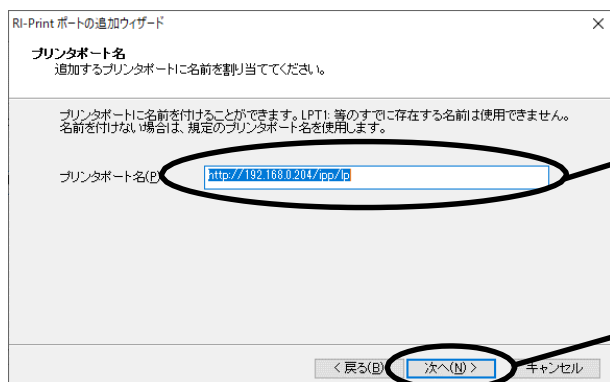 RI-Print ポートの追加ウィザード
プリンタポート名
追加するプリンタポートに名前を割り当ててください。
プリンタポートに名前を付けることができます。LPT1: 等のすでに存在する名前は使用できません。
名前を付けない場合は、規定のプリンタポート名を使用します。
プリンタポート名(P)
http://192.168.0.204/ipp/lp
< 戻る(B)
次へ(N) >
キャンセル